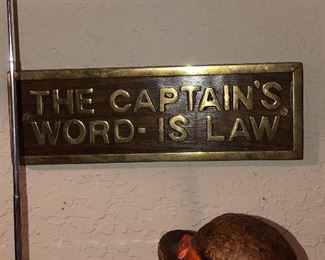 THE CAPTAIN'S
"WORD-IS LAW"